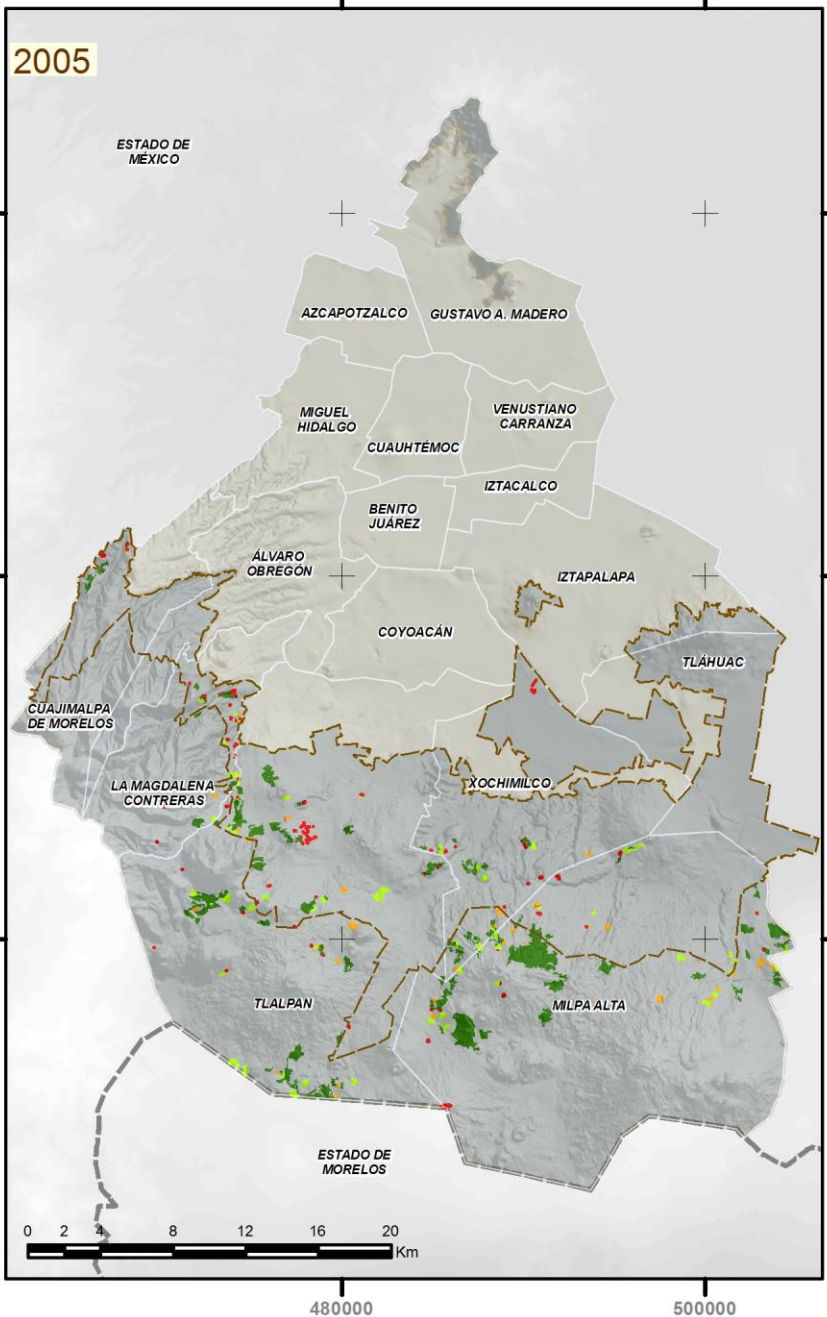 2005
ESTADO DE
MÉXICO
AZCAPOTZALCO
GUSTAVO A. MADERO
MIGUEL
HIDALGO
CUAUHTÉMOC
VENUSTIANO
CARRANZA
IZTACALCO
BENITO
JUÁREZ
ÁLVARO
OBREGÓN
IZTAPALAPA
COYOACÁN
TLÁHUAC
CUAJIMALPA
DE MORELOS
LA MAGDALENA
CONTRERAS
XOCHIMILCO
TLALPAN
MILPA ALTA
ESTADO DE
MORELOS
0 2 4 8 12 16 20
Km
480000 500000